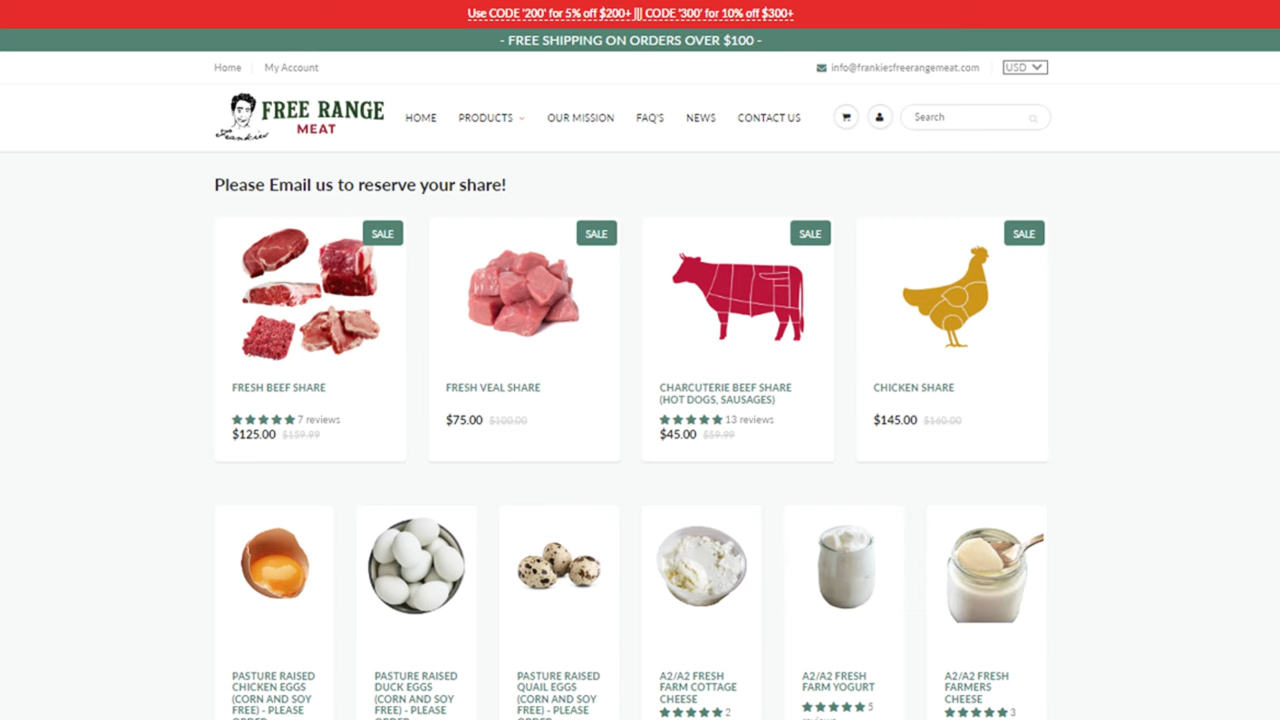 Use CODE '200' for 5% off $200+ ||| CODE '300' for 10% off $300+
- FREE SHIPPING ON ORDERS OVER $100 -
Home
My Account
info@frankiesfreerangemeat.com
USD
Frankies
FREE RANGE
MEAT
HOME
PRODUCTS
OUR MISSION
FAQ'S
NEWS
CONTACT US
Search
Please Email us to reserve your share!
SALE
SALE
SALE
SALE
FRESH BEEF SHARE
7 reviews
$125.00 $159.99
FRESH VEAL SHARE
$75.00 $100.00
CHARCUTERIE BEEF SHARE
(HOT DOGS, SAUSAGES)
13 reviews
$45.00 $59.99
CHICKEN SHARE
$145.00 $160.00
PASTURE RAISED
CHICKEN EGGS
(CORN AND SOY
FREE) - PLEASE
PASTURE RAISED
DUCK EGGS
(CORN AND SOY
FREE) - PLEASE
PASTURE RAISED
QUAIL EGGS
(CORN AND SOY
FREE) - PLEASE
A2/A2 FRESH
FARM COTTAGE
CHEESE
2
A2/A2 FRESH
FARM YOGURT
5
A2/A2 FRESH
FARMERS
CHEESE
3